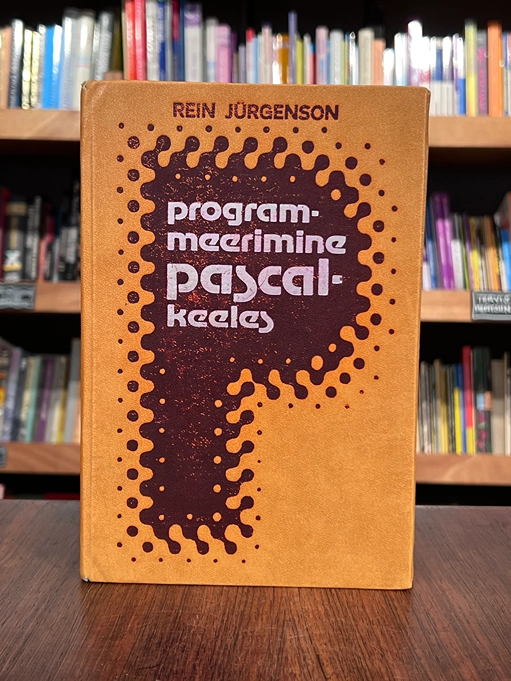 REIN JÜRGENSON
program-
meerimine
pascal-
keeles